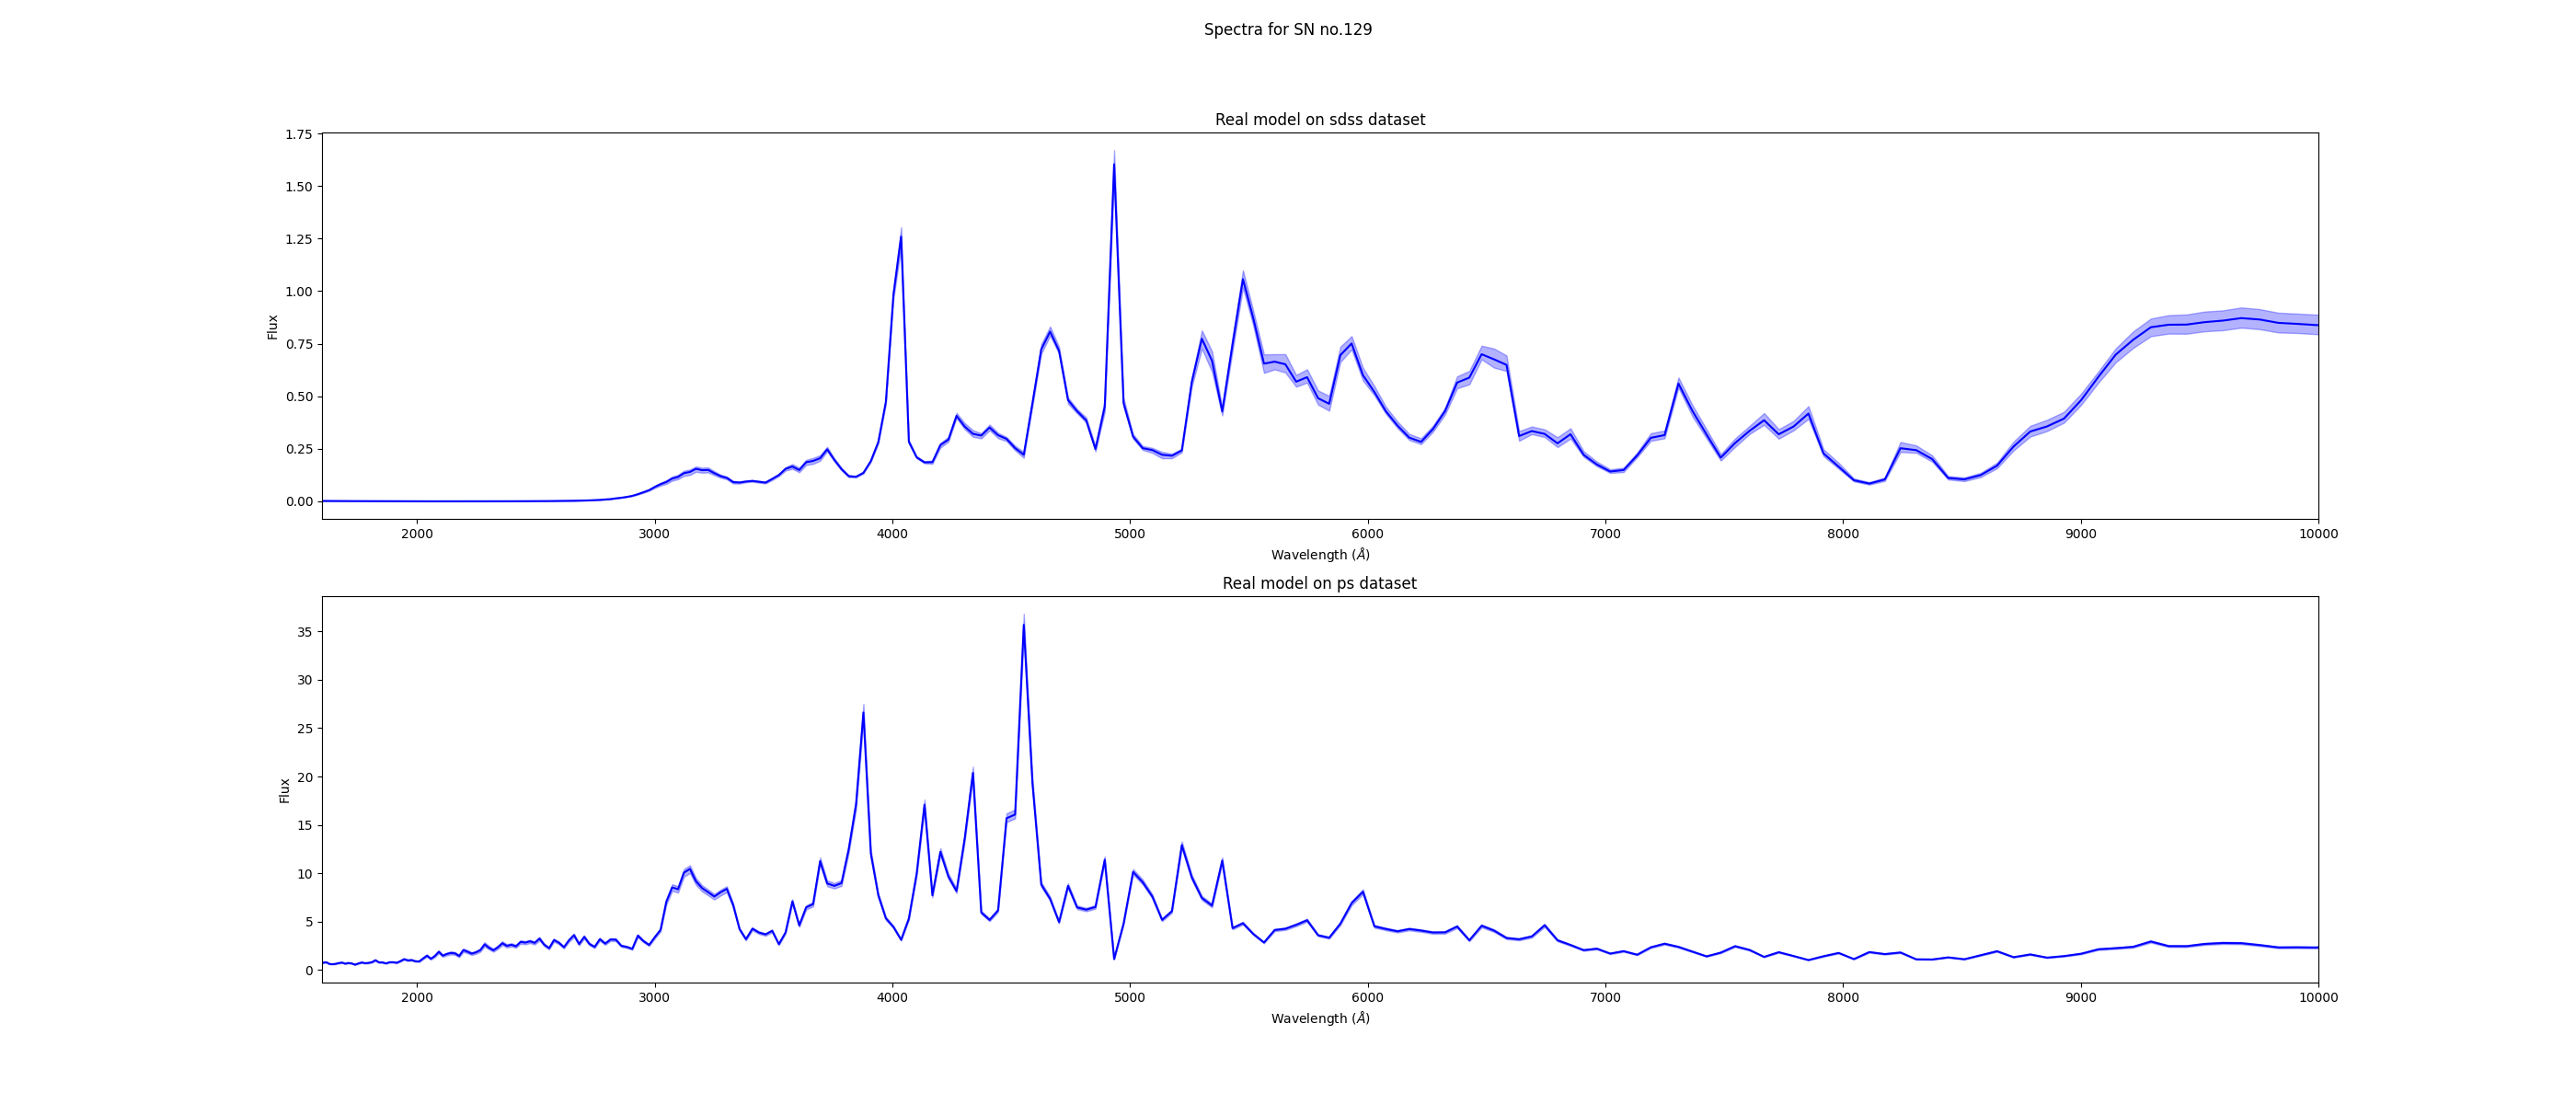 Spectra for SN no.129
Real model on sdss dataset
1.75
1.50
1.25
1.00
0.75
0.50
0.25
0.00
Flux
2000 3000 4000 5000 6000 7000 8000 9000 10000
Wavelength (Å)
Real model on ps dataset
35
30
25
20
15
10
5
0
Flux
2000 3000 4000 5000 6000 7000 8000 9000 10000
Wavelength (Å)